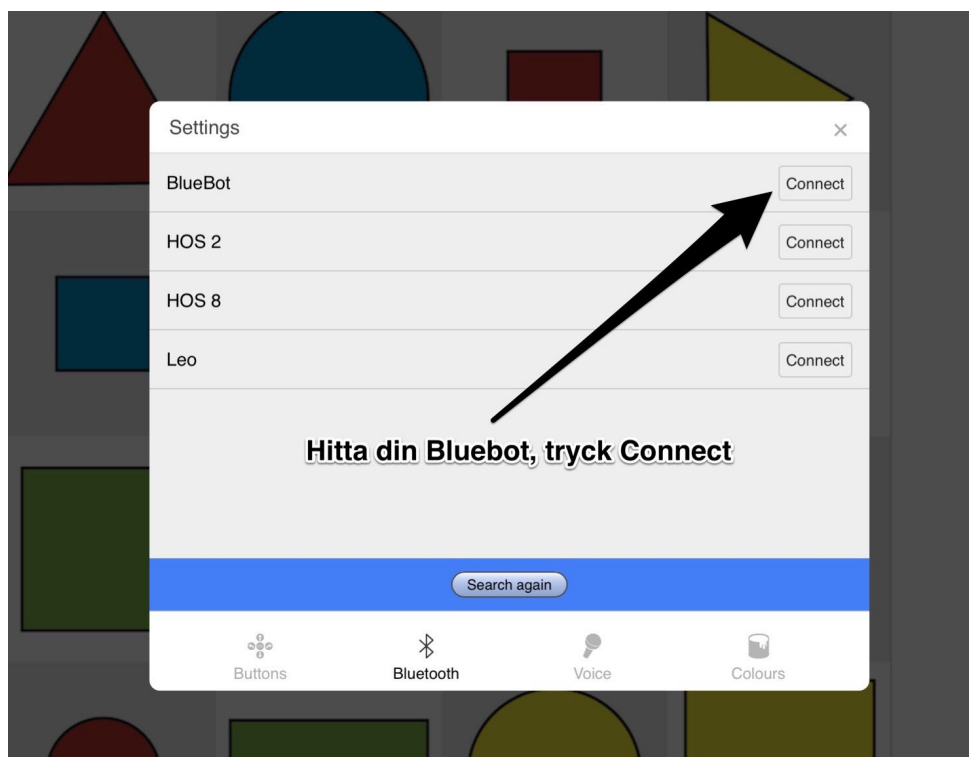 Settings ×
BlueBot Connect
HOS 2 Connect
HOS 8 Connect
Leo Connect
Hitta din Bluebot, tryck Connect
Search again
Buttons Bluetooth Voice Colours